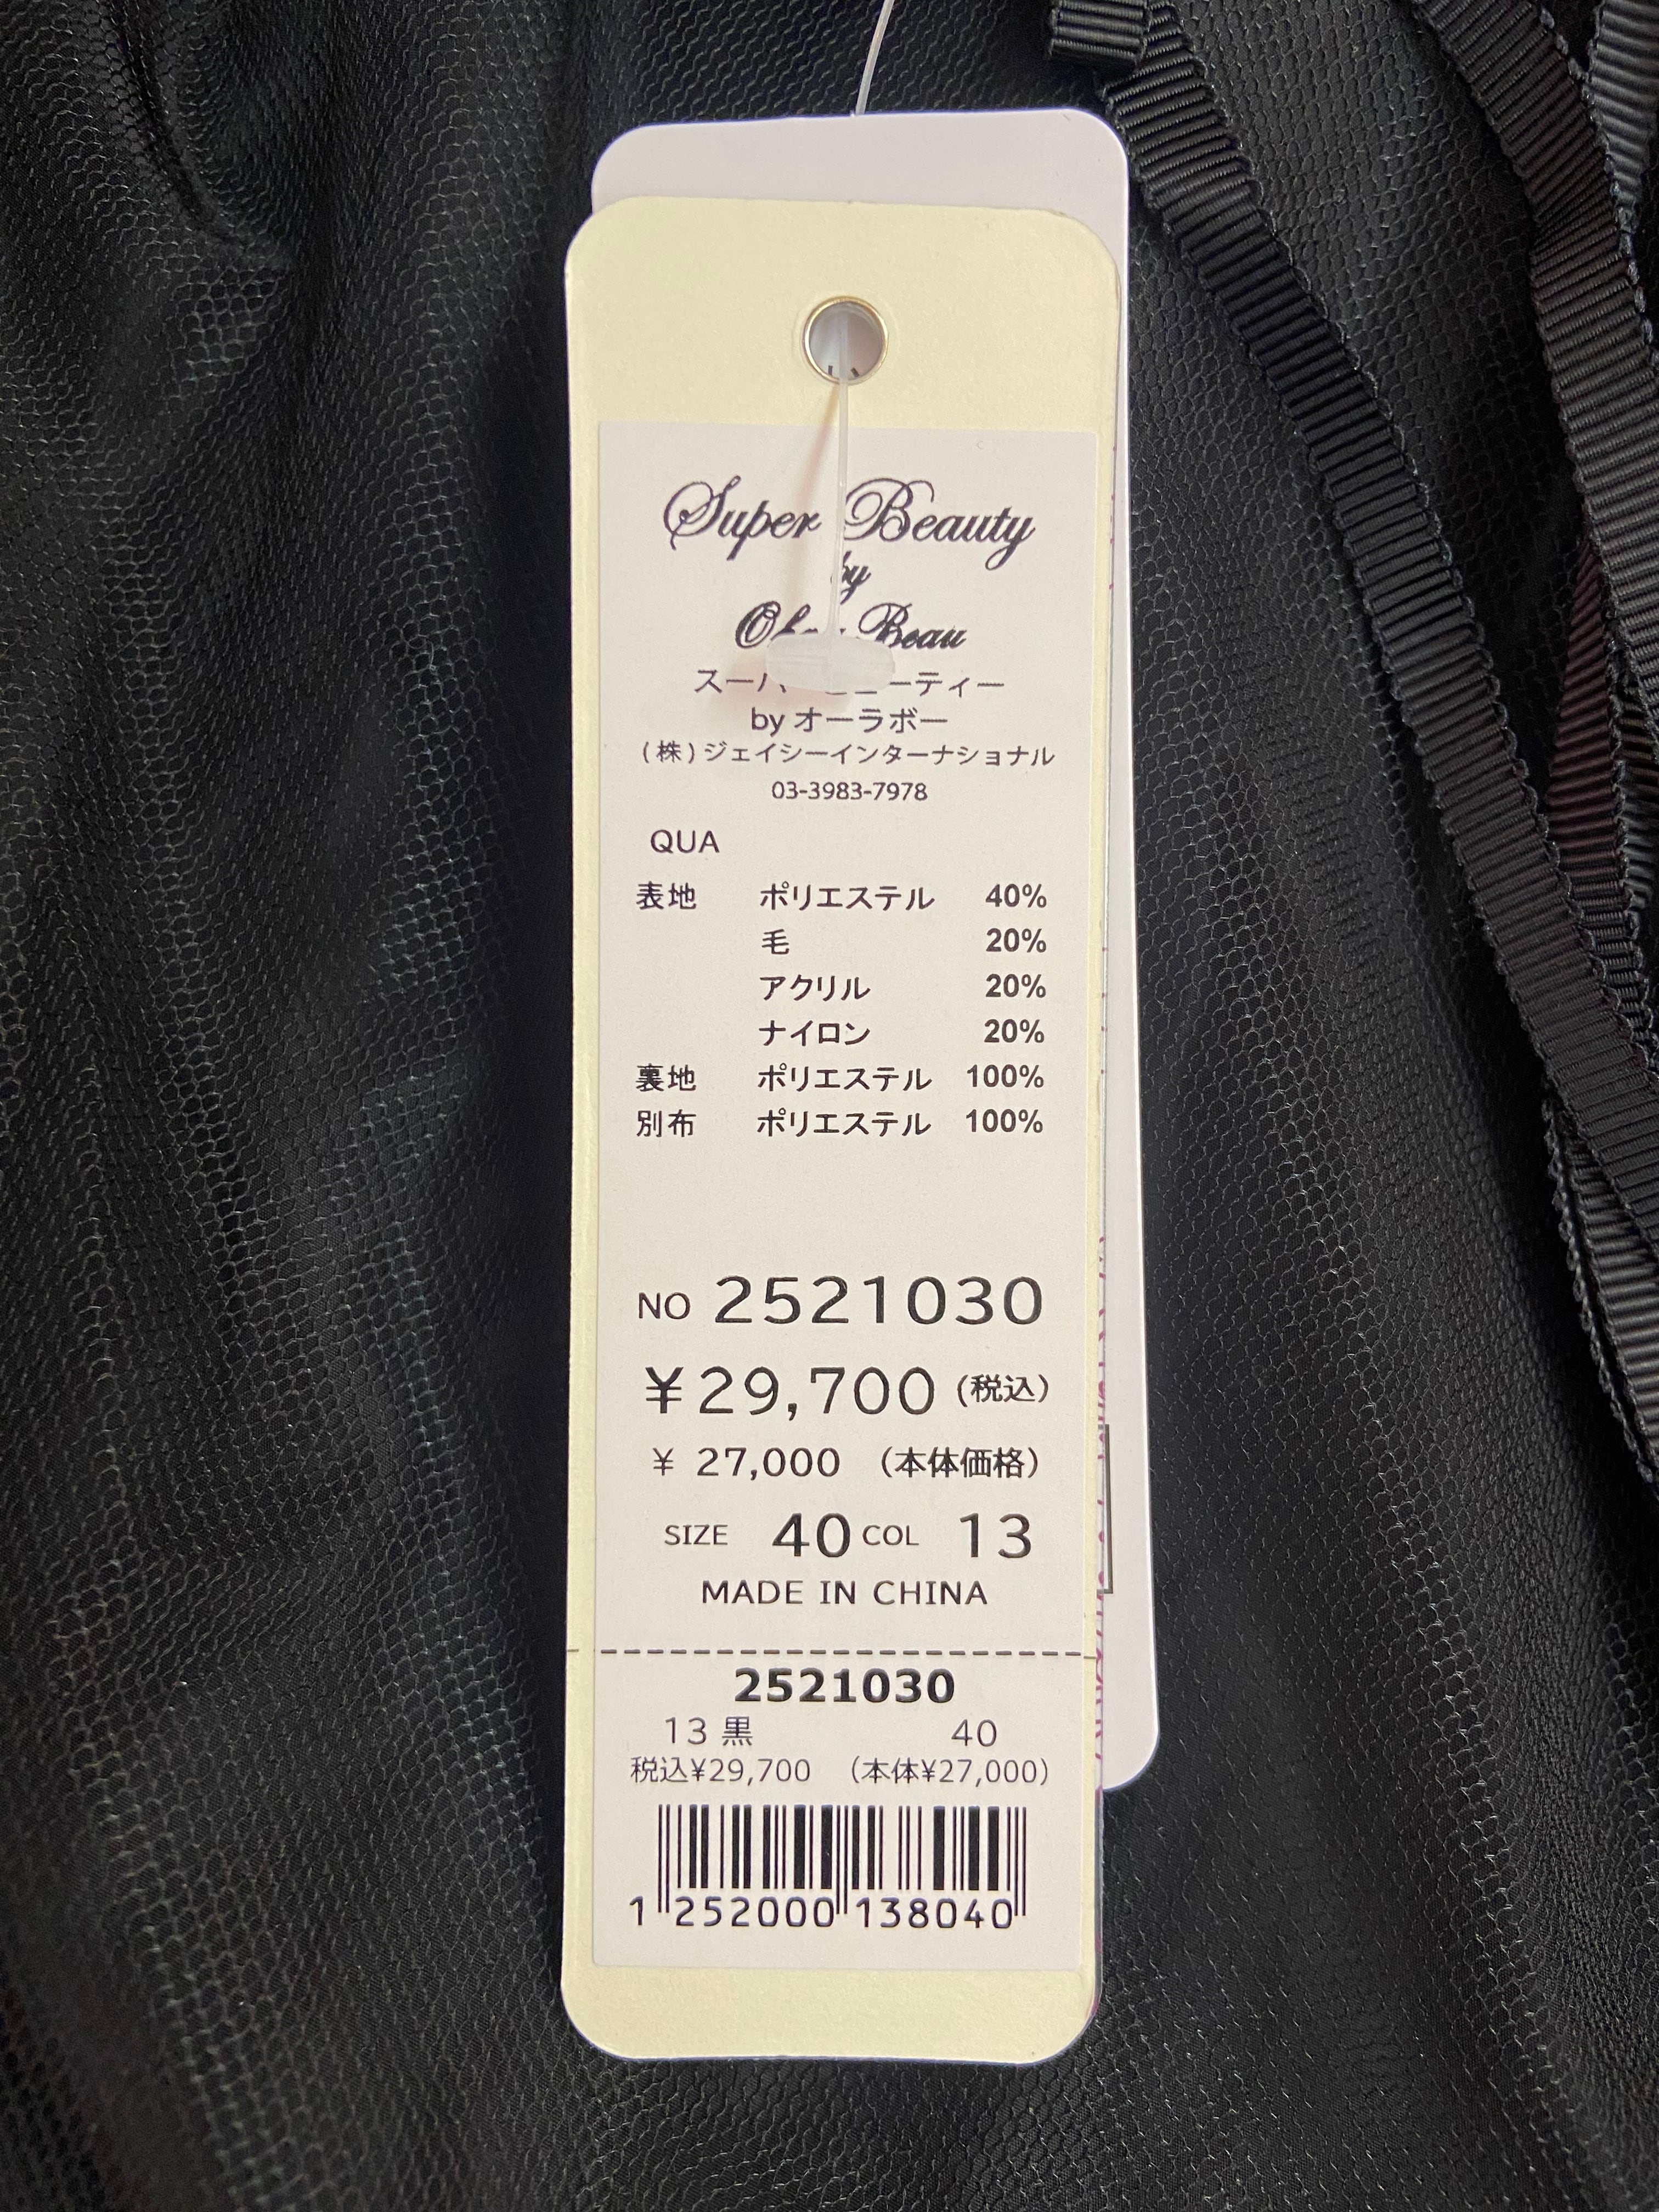 Super Beauty
by
Beau
ーティー
by オーラボー
(株)ジェイシーインターナショナル
03-3983-7978
QUA
表地 ポリエステル 40%
毛 20%
アクリル 20%
ナイロン 20%
裏地 ポリエステル 100%
別布 ポリエステル 100%
NO 2521030
¥29,700 (税込)
¥ 27,000 (本体価格)
SIZE 40 COL 13
MADE IN CHINA
2521030
13 黒 40
税込¥29,700 (本体¥27,000)
1 252000 138040